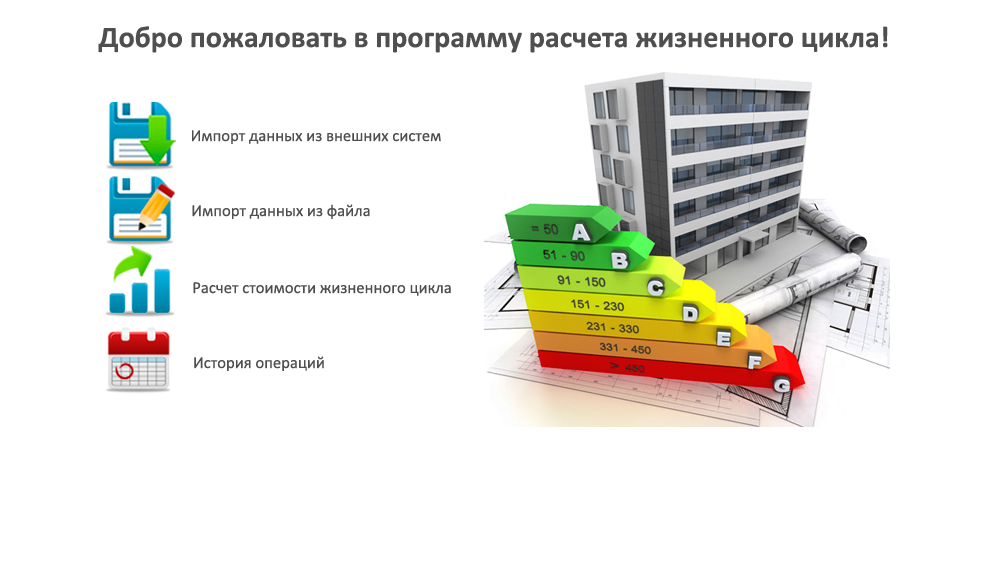 Добро пожаловать в программу расчета жизненного цикла!
Импорт данных из внешних систем
Импорт данных из файла
Расчет стоимости жизненного цикла
История операций
= 50 A
51 - 90 B
91 - 150 C
151 - 230 D
231 - 330 E
331 - 450 F
> 450 G